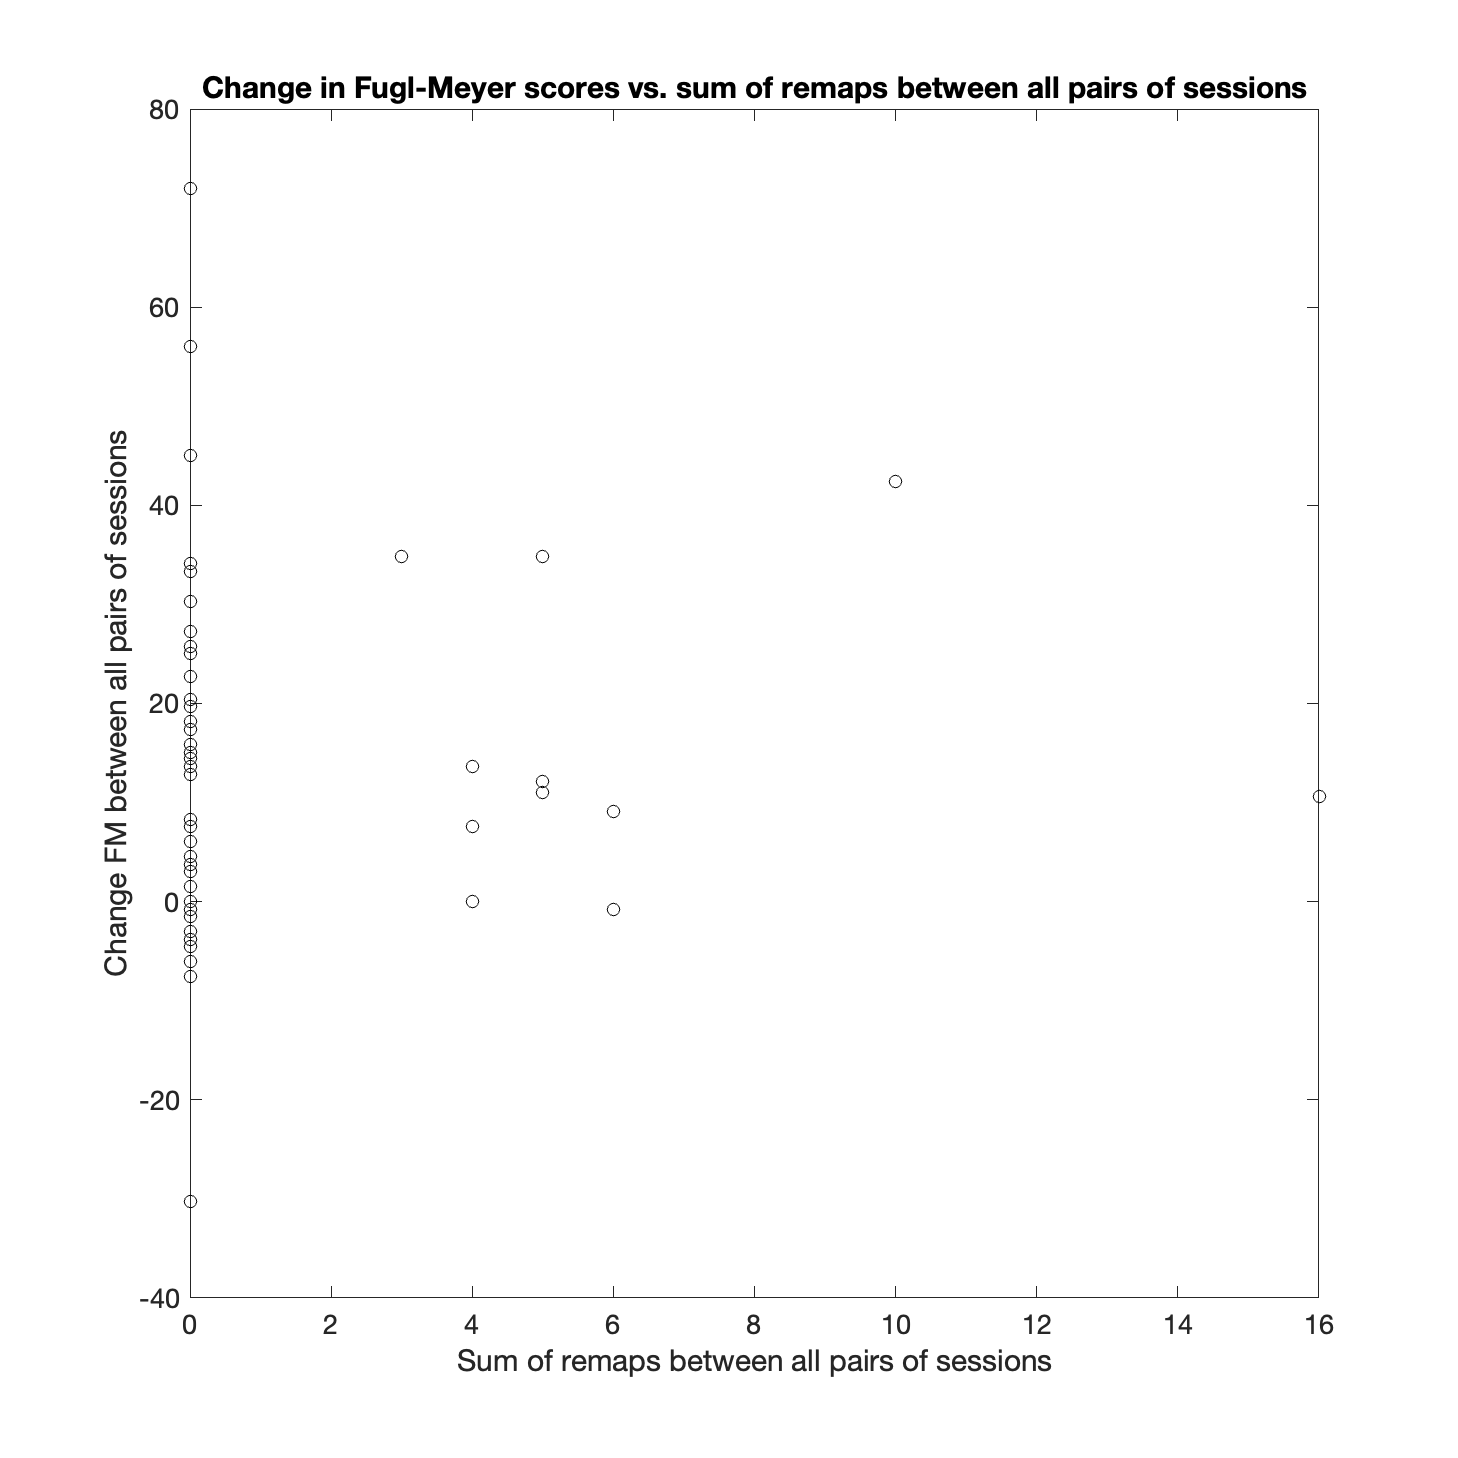 Change in Fugl-Meyer scores vs. sum of remaps between all pairs of sessions
80
60
40
20
0
-20
-40
Change FM between all pairs of sessions
0 2 4 6 8 10 12 14 16
Sum of remaps between all pairs of sessions